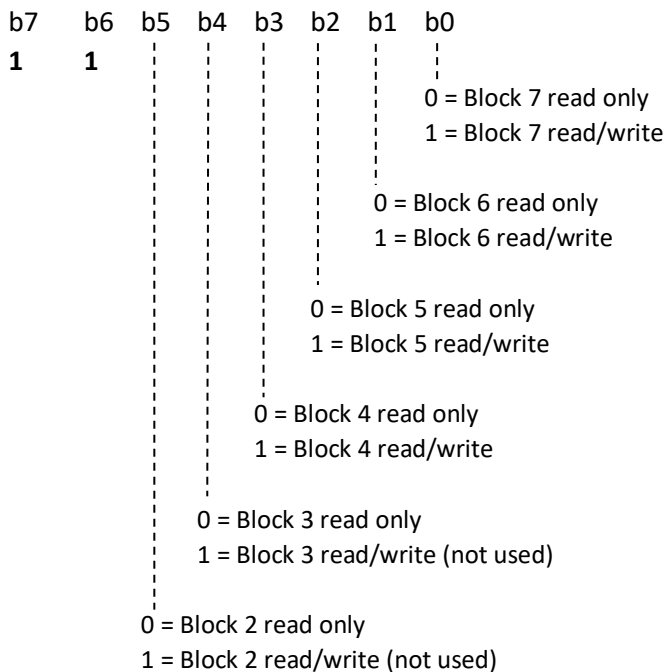 b7 b6 b5 b4 b3 b2 b1 b0
1 1
0 = Block 7 read only
1 = Block 7 read/write
0 = Block 6 read only
1 = Block 6 read/write
0 = Block 5 read only
1 = Block 5 read/write
0 = Block 4 read only
1 = Block 4 read/write
0 = Block 3 read only
1 = Block 3 read/write (not used)
0 = Block 2 read only
1 = Block 2 read/write (not used)